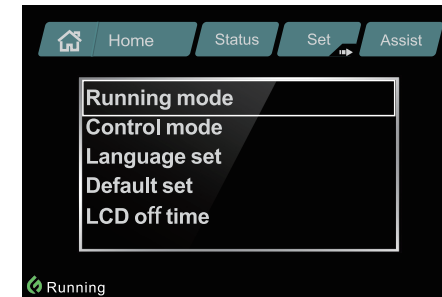 Home Status Set Assist
Running mode
Control mode
Language set
Default set
LCD off time
Running